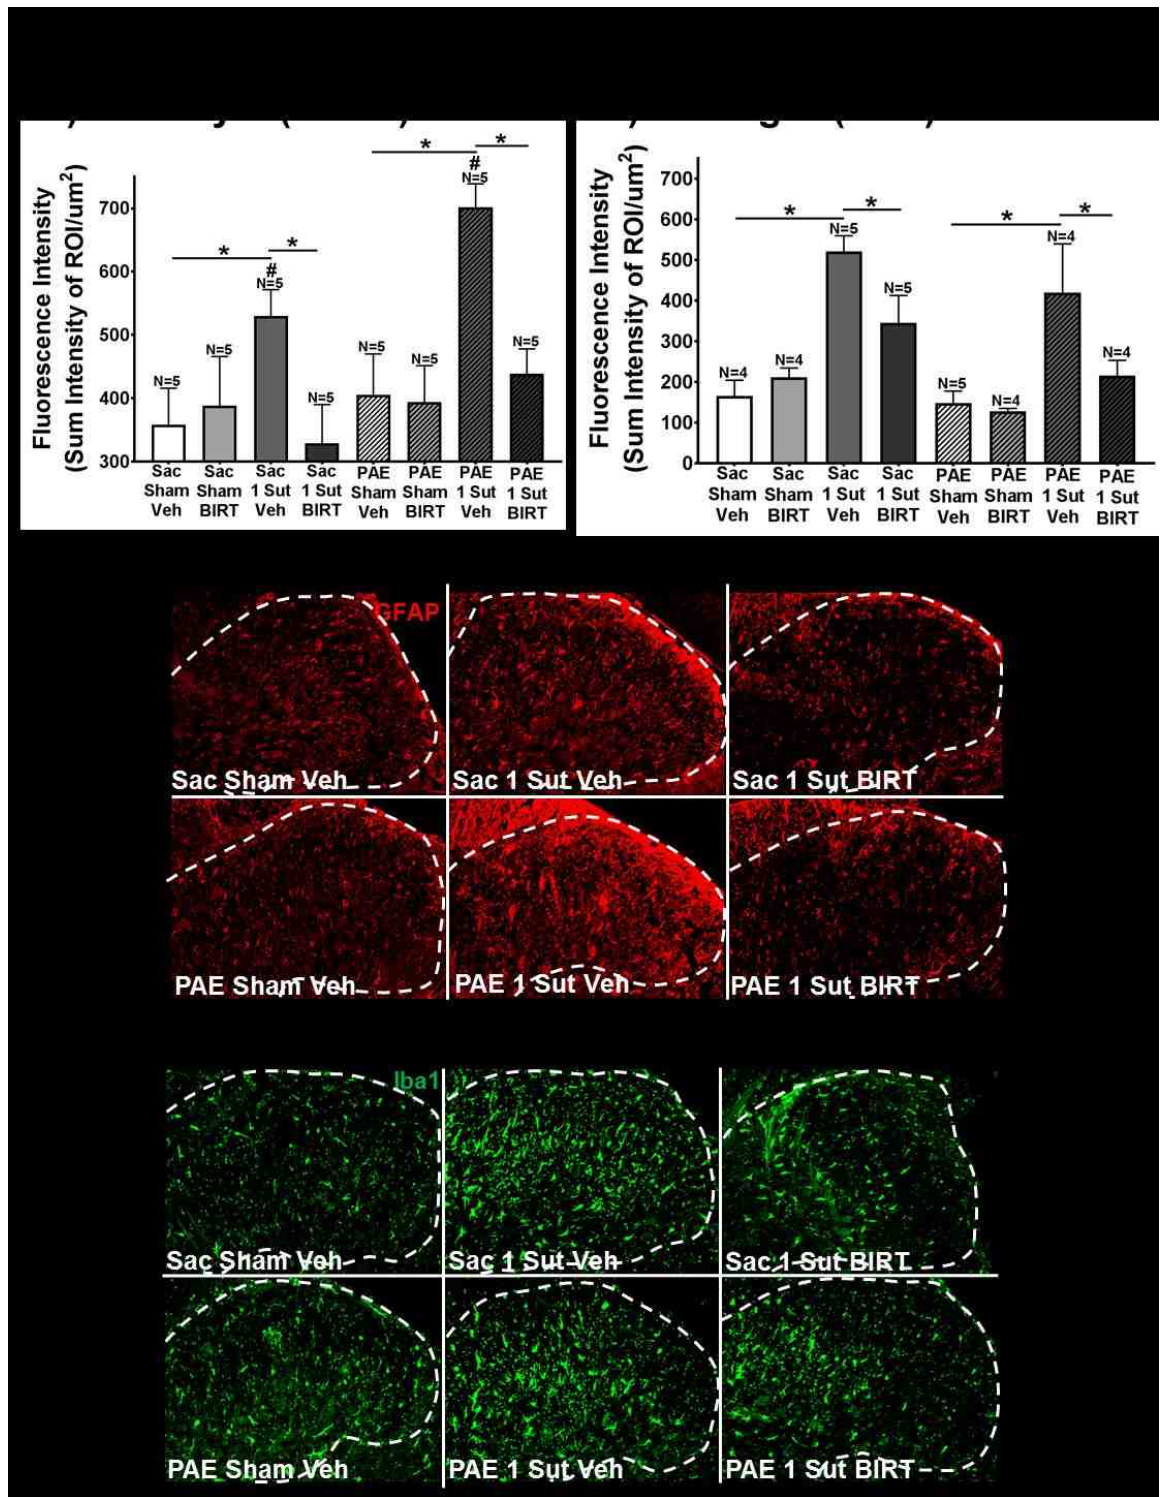 Fluorescence Intensity
(Sum Intensity of ROI/um²)
700
600
500
400
300
*
*
*
*
#
#
N=5
N=5
N=5
N=5
N=5
N=5
N=5
N=5
Sac Sham Veh
Sac Sham BIRT
Sac 1 Sut Veh
Sac 1 Sut BIRT
PAE Sham Veh
PAE Sham BIRT
PAE 1 Sut Veh
PAE 1 Sut BIRT
Fluorescence Intensity
(Sum Intensity of ROI/um²)
700
600
500
400
300
200
100
0
*
*
*
*
N=4
N=4
N=5
N=5
N=5
N=4
N=4
N=4
Sac Sham Veh
Sac Sham BIRT
Sac 1 Sut Veh
Sac 1 Sut BIRT
PAE Sham Veh
PAE Sham BIRT
PAE 1 Sut Veh
PAE 1 Sut BIRT
GFAP
Sac Sham Veh
Sac 1 Sut Veh
Sac 1 Sut BIRT
PAE Sham Veh
PAE 1 Sut Veh
PAE 1 Sut BIRT
Iba1
Sac Sham Veh
Sac 1 Sut Veh
Sac 1 Sut BIRT
PAE Sham Veh
PAE 1 Sut Veh
PAE 1 Sut BIRT